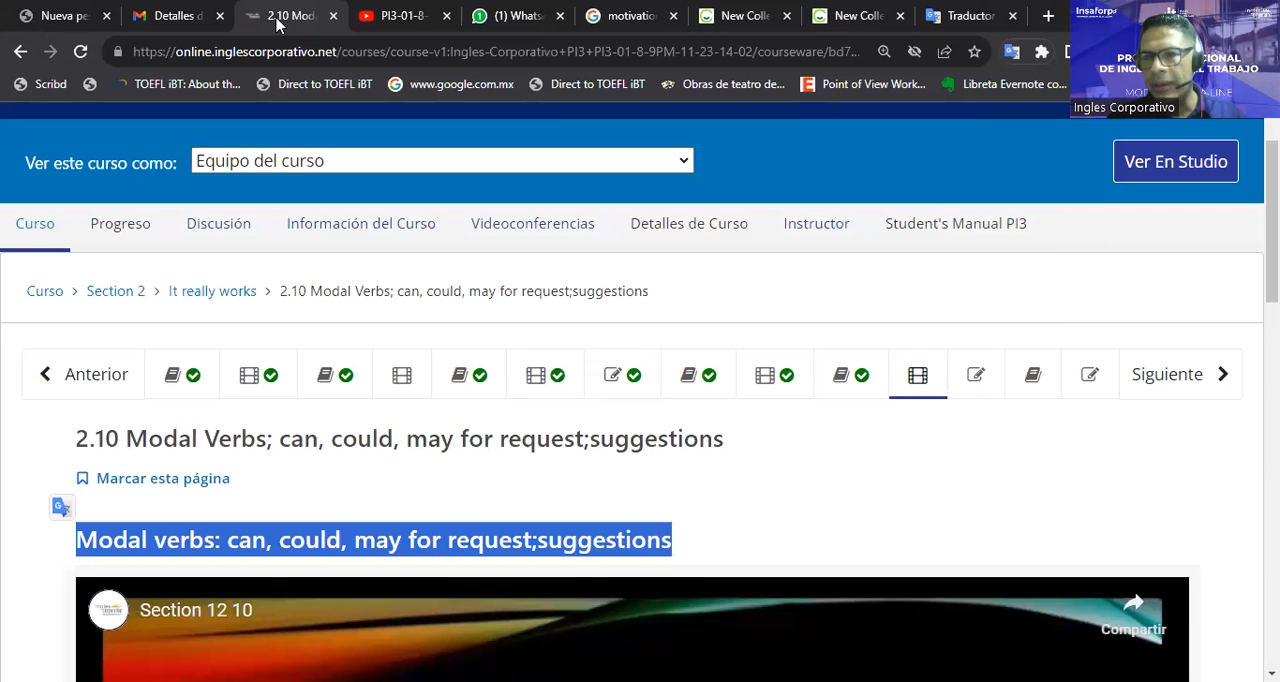 Nueva pe
Detalles d
2.10 Mod
PI3-01-8-
(1) Whats
motivatio
New Colle
New Colle
Traductor
https://online.inglescorporativo.net/courses/course-v1:Ingles-Corporativo+PI3+PI3-01-8-9PM-11-23-14-02/courseware/bd7...
Scribd
TOEFL iBT: About th...
Direct to TOEFL iBT
www.google.com.mx
Direct to TOEFL iBT
Obras de teatro de...
Point of View Work...
Libreta Evernote co...
Insaforp
DE INGLÉS
EL TRABAJO
Ingles Corporativo
Ver este curso como:
Equipo del curso
Ver En Studio
Curso
Progreso
Discusión
Información del Curso
Videoconferencias
Detalles de Curso
Instructor
Student's Manual PI3
Curso > Section 2 > It really works > 2.10 Modal Verbs; can, could, may for request;suggestions
Anterior
Siguiente
2.10 Modal Verbs; can, could, may for request;suggestions
Marcar esta página
Modal verbs: can, could, may for request;suggestions
Section 12 10
Compartir